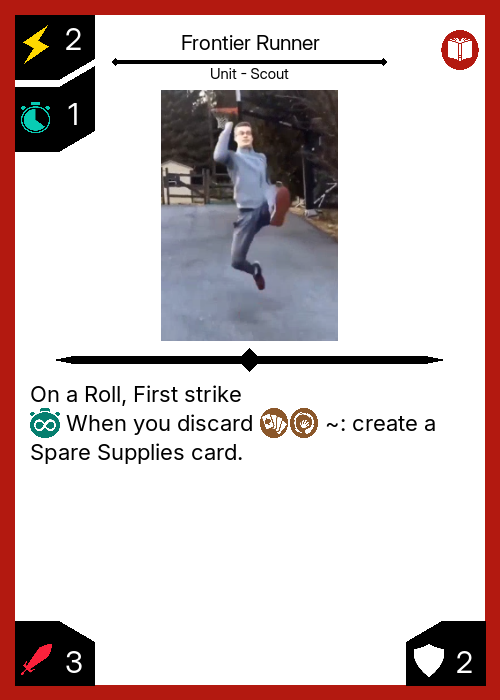 2
Frontier Runner
Unit - Scout
1
On a Roll, First strike
When you discard ~: create a
Spare Supplies card.
3
2